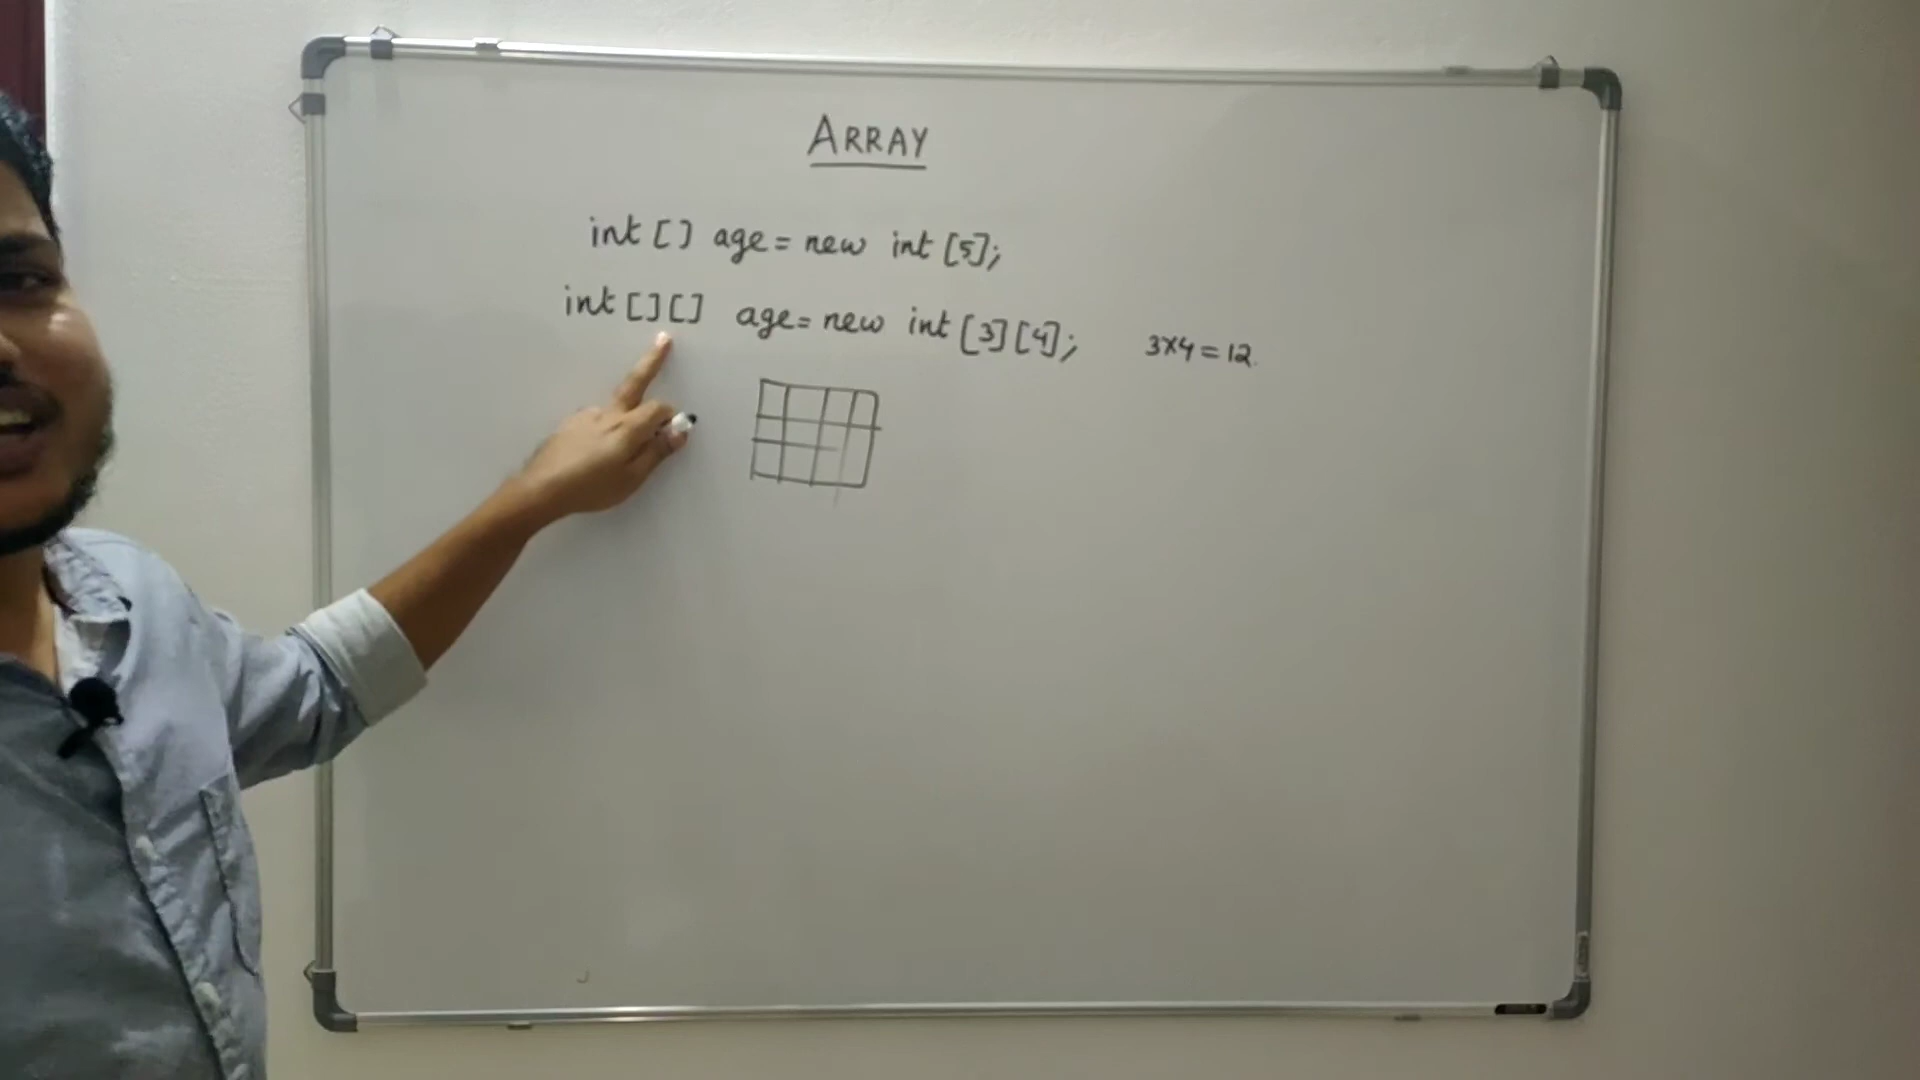 ARRAY
int [] age = new int [5];
int [][] age = new int [3][4]; 3x4 = 12.